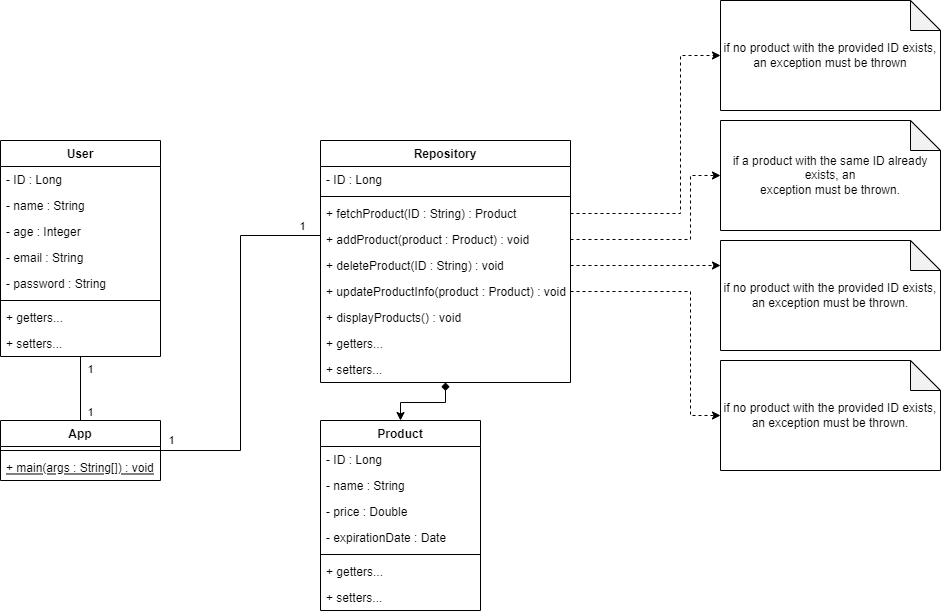 User
- ID : Long
- name : String
- age : Integer
- email : String
- password : String
+ getters...
+ setters...
1
1
App
+ main(args : String[]) : void
1
1
Repository
- ID : Long
+ fetchProduct(ID : String) : Product
+ addProduct(product : Product) : void
+ deleteProduct(ID : String) : void
+ updateProductInfo(product : Product) : void
+ displayProducts() : void
+ getters...
+ setters...
Product
- ID : Long
- name : String
- price : Double
- expirationDate : Date
+ getters...
+ setters...
if no product with the provided ID exists,
an exception must be thrown
if a product with the same ID already
exists, an
exception must be thrown.
if no product with the provided ID exists,
an exception must be thrown.
if no product with the provided ID exists,
an exception must be thrown.